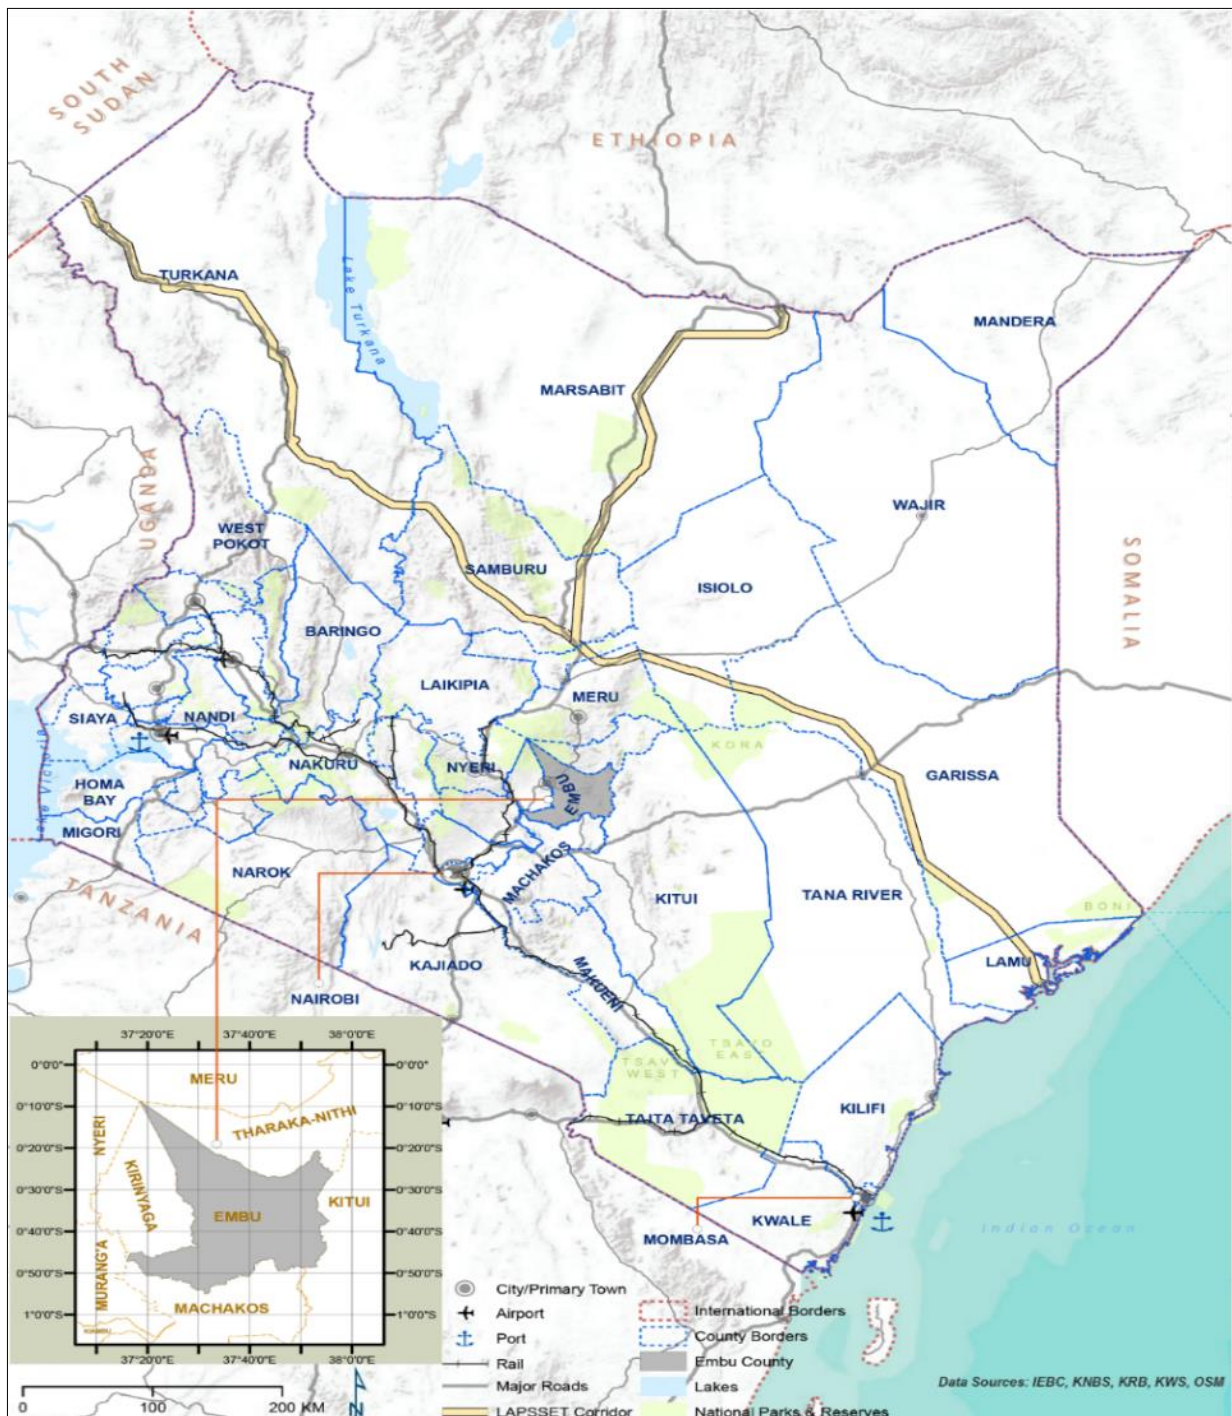 SOUTH
SUDAN
ETHIOPIA
TURKANA
Lake Turkana
MANDERA
MARSABIT
UGANDA
WAJIR
WEST
POKOT
SOMALIA
SAMBURU
ISIOLO
BARINGO
LAIKIPIA
MERU
SIAYA
NANDI
KORA
NAKURU
NYERI
EMBU
GARISSA
HOMA
BAY
Lake Victoria
MIGORI
NAROK
MACHAKOS
KITUI
TANA RIVER
TANZANIA
BONI
KAJIADO
LAMU
MAKUENI
NAIROBI
TSAVO
EAST
TSAVO
WEST
TAITA TAVETA
KILIFI
KWALE
MOMBASA
Indian Ocean
37°20'0"E 37°40'0"E 38°0'0"E
0°0'0" 0°0'0"
MERU
0°10'0"S 0°10'0"S
THARAKA-NITHI
NYERI
0°20'0"S 0°20'0"S
KIRINYAGA
0°30'0"S 0°30'0"S
KITUI
EMBU
0°40'0"S 0°40'0"S
MURANG'A
0°50'0"S 0°50'0"S
MACHAKOS
1°0'0"S 1°0'0"S
KIAMBU
37°20'0"E 37°40'0"E 38°0'0"E
City/Primary Town
Airport
Port
Rail
Major Roads
LAPSSET Corridor
International Borders
County Borders
Embu County
Lakes
National Parks & Reserves
0 100 200 KM
N
Data Sources: IEBC, KNBS, KRB, KWS, OSM